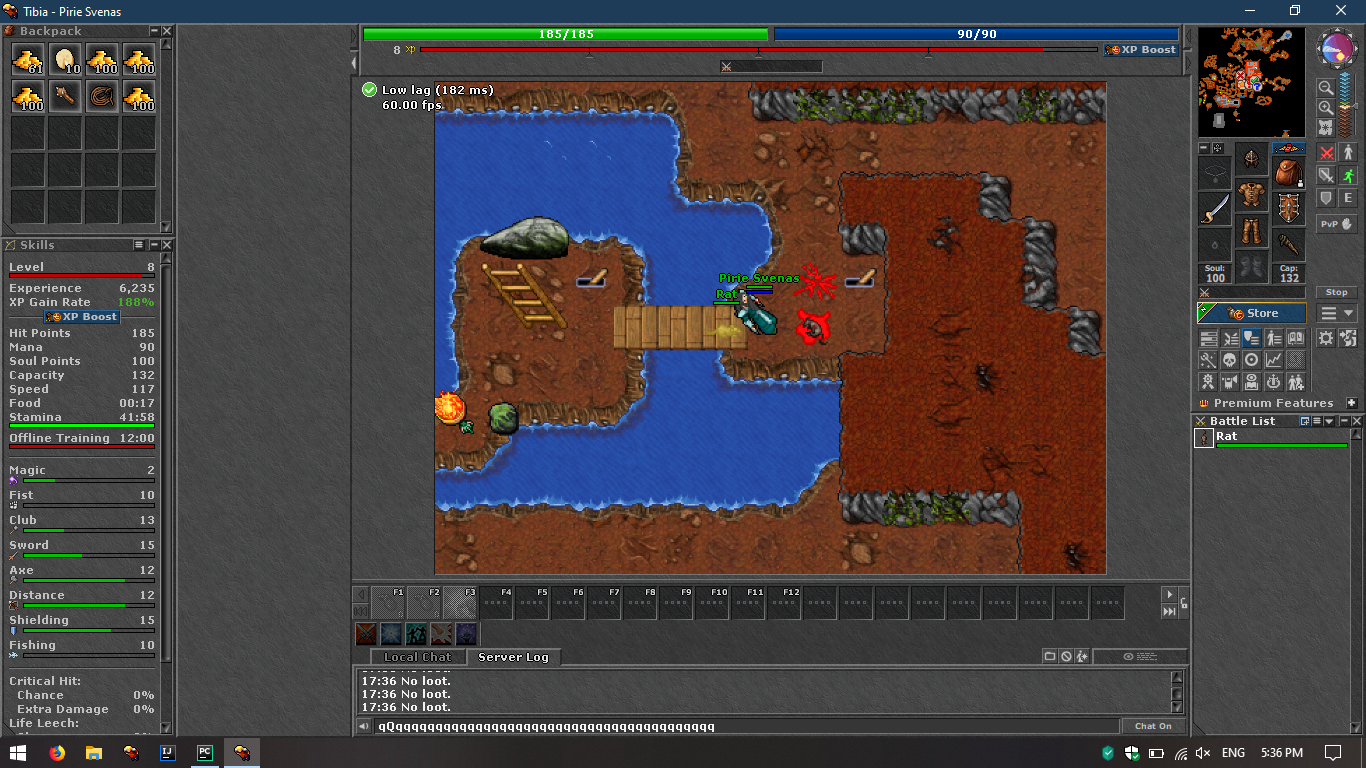 Tibia - Pirie Svenas
Backpack
61 10 100 100
100 100
Skills
Level 8
Experience 6,235
XP Gain Rate 188%
XP Boost
Hit Points 185
Mana 90
Soul Points 100
Capacity 132
Speed 117
Food 00:17
Stamina 41:58
Offline Training 12:00
Magic 2
Fist 10
Club 13
Sword 15
Axe 12
Distance 12
Shielding 15
Fishing 10
Critical Hit:
Chance 0%
Extra Damage 0%
Life Leech:
185/185 90/90
8 XP XP Boost
Low lag (182 ms)
60.00 fps
Pirie Svenas
Rat
F1 F2 F3 F4 F5 F6 F7 F8 F9 F10 F11 F12
Local Chat Server Log
17:36 No loot.
17:36 No loot.
17:36 No loot.
Chat On
Soul:
100
Cap:
132
E
PvP
Stop
Store
Premium Features
Battle List
Rat
IJ
PC
ENG 5:36 PM